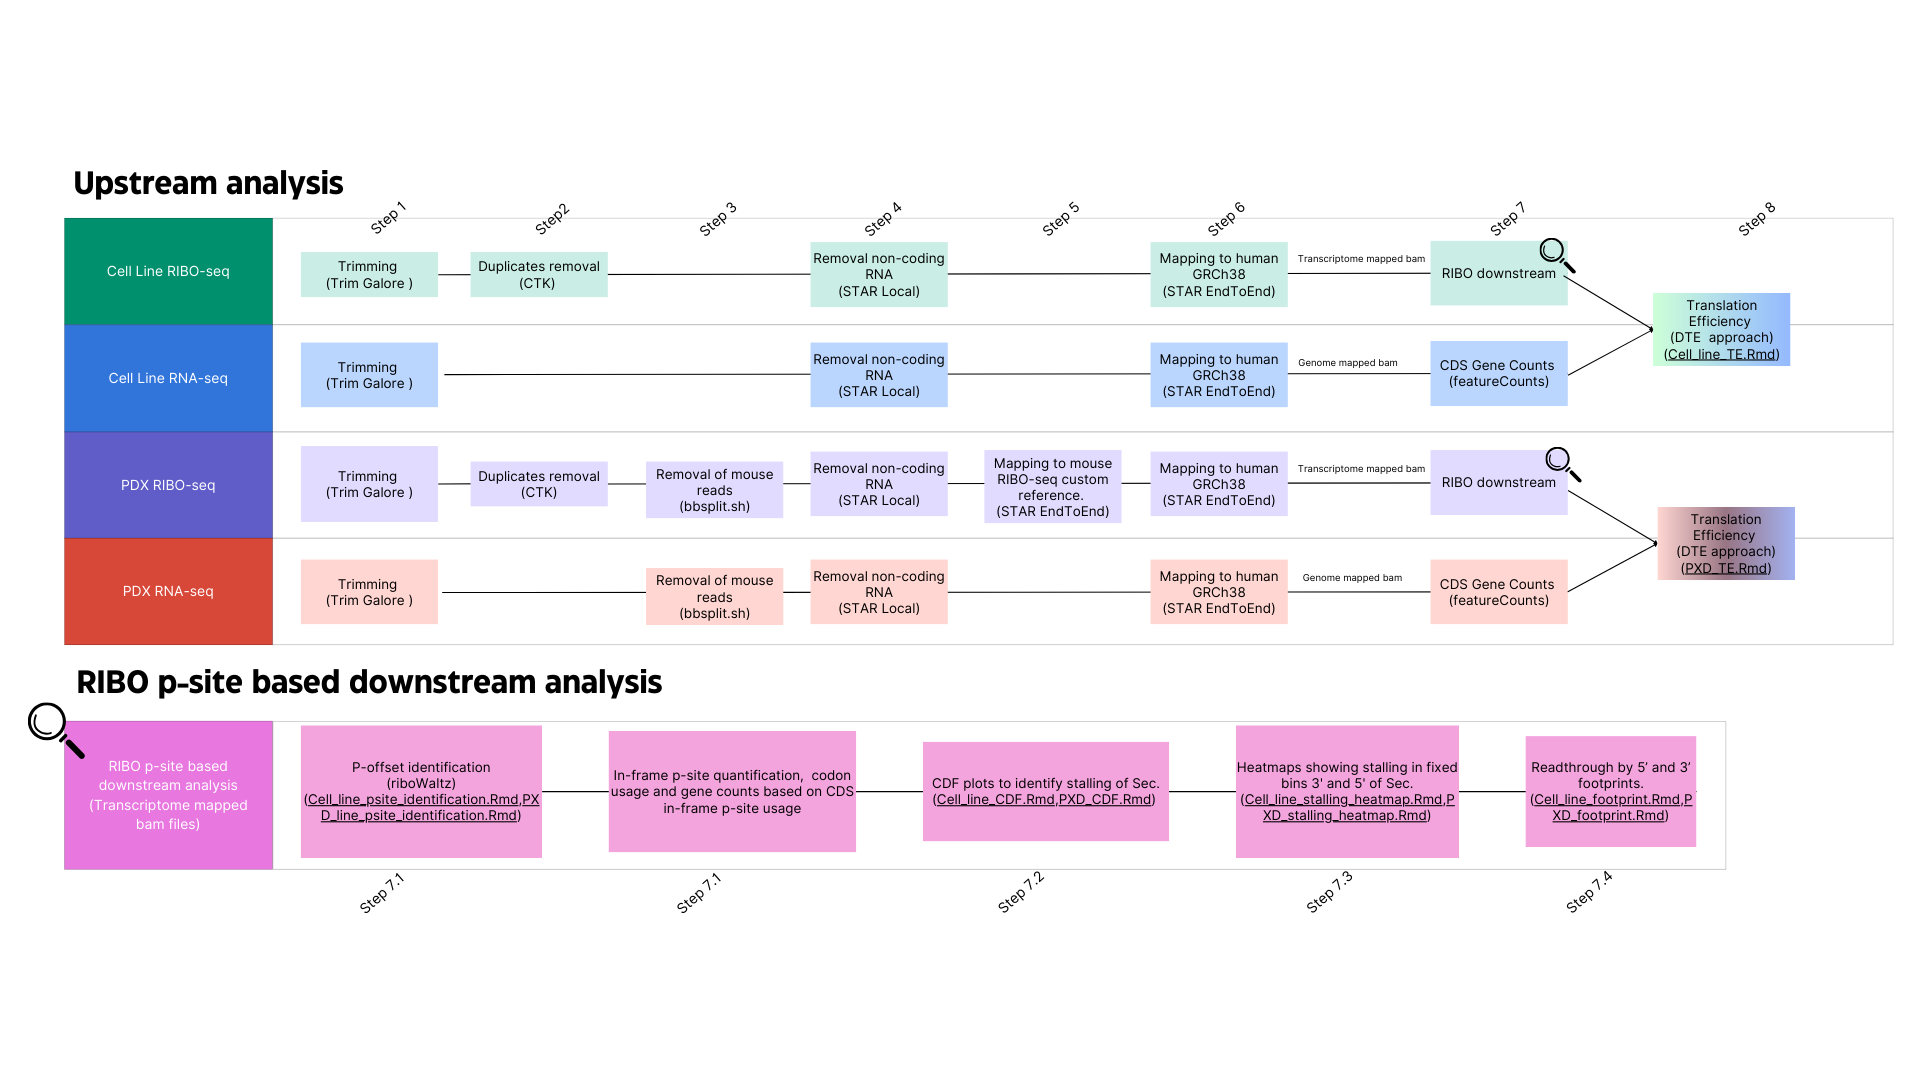 Upstream analysis
Step 1
Step2
Step 3
Step 4
Step 5
Step 6
Step 7
Step 8
Cell Line RIBO-seq
Trimming
(Trim Galore )
Duplicates removal
(CTK)
Removal non-coding
RNA
(STAR Local)
Mapping to human
GRCh38
(STAR EndToEnd)
Transcriptome mapped bam
RIBO downstream
Translation
Efficiency
(DTE approach)
(Cell_line_TE.Rmd)
Cell Line RNA-seq
Trimming
(Trim Galore )
Removal non-coding
RNA
(STAR Local)
Mapping to human
GRCh38
(STAR EndToEnd)
Genome mapped bam
CDS Gene Counts
(featureCounts)
PDX RIBO-seq
Trimming
(Trim Galore )
Duplicates removal
(CTK)
Removal of mouse
reads
(bbsplit.sh)
Removal non-coding
RNA
(STAR Local)
Mapping to mouse
RIBO-seq custom
reference.
(STAR EndToEnd)
Mapping to human
GRCh38
(STAR EndToEnd)
Transcriptome mapped bam
RIBO downstream
Translation
Efficiency
(DTE approach)
(PXD_TE.Rmd)
PDX RNA-seq
Trimming
(Trim Galore )
Removal of mouse
reads
(bbsplit.sh)
Removal non-coding
RNA
(STAR Local)
Mapping to human
GRCh38
(STAR EndToEnd)
Genome mapped bam
CDS Gene Counts
(featureCounts)
RIBO p-site based downstream analysis
RIBO p-site based
downstream analysis
(Transcriptome mapped
bam files)
P-offset identification
(riboWaltz)
(Cell_line_psite_identification.Rmd,PX
D_line_psite_identification.Rmd)
In-frame p-site quantification, codon
usage and gene counts based on CDS
in-frame p-site usage
CDF plots to identify stalling of Sec.
(Cell_line_CDF.Rmd,PXD_CDF.Rmd)
Heatmaps showing stalling in fixed
bins 3' and 5' of Sec.
(Cell_line_stalling_heatmap.Rmd,P
XD_stalling_heatmap.Rmd)
Readthrough by 5’ and 3’
footprints.
(Cell_line_footprint.Rmd,P
XD_footprint.Rmd)
Step 7.1
Step 7.1
Step 7.2
Step 7.3
Step 7.4